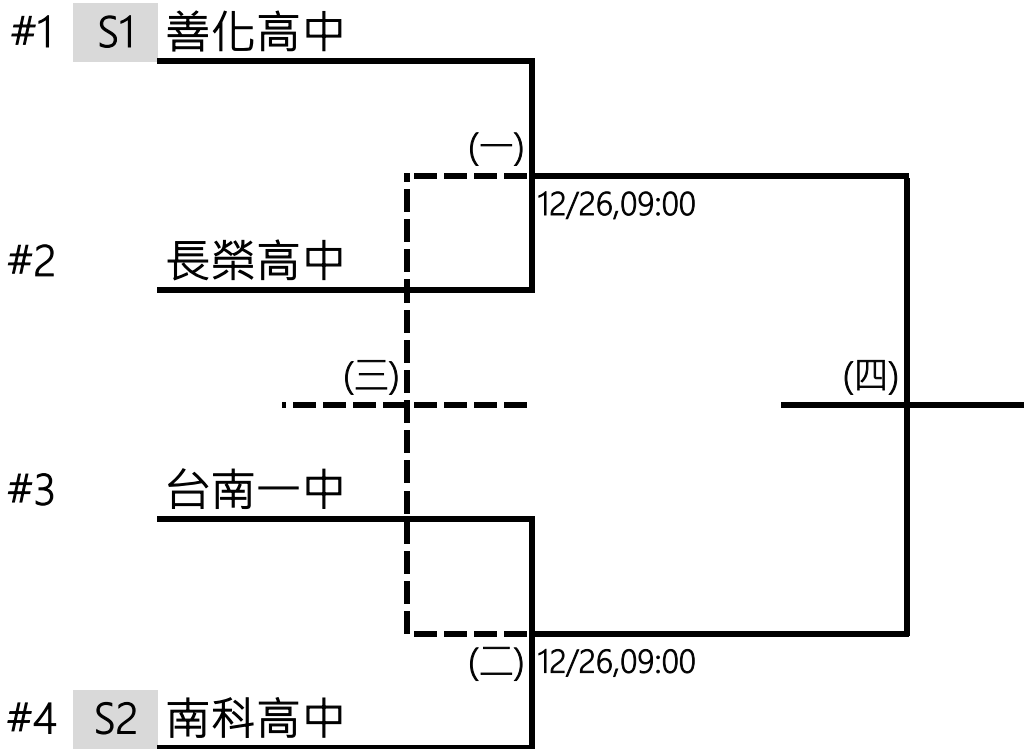 #1 S1 善化高中
(一)
12/26,09:00
#2 長榮高中
(三)
(四)
#3 台南一中
(二) 12/26,09:00
#4 S2 南科高中